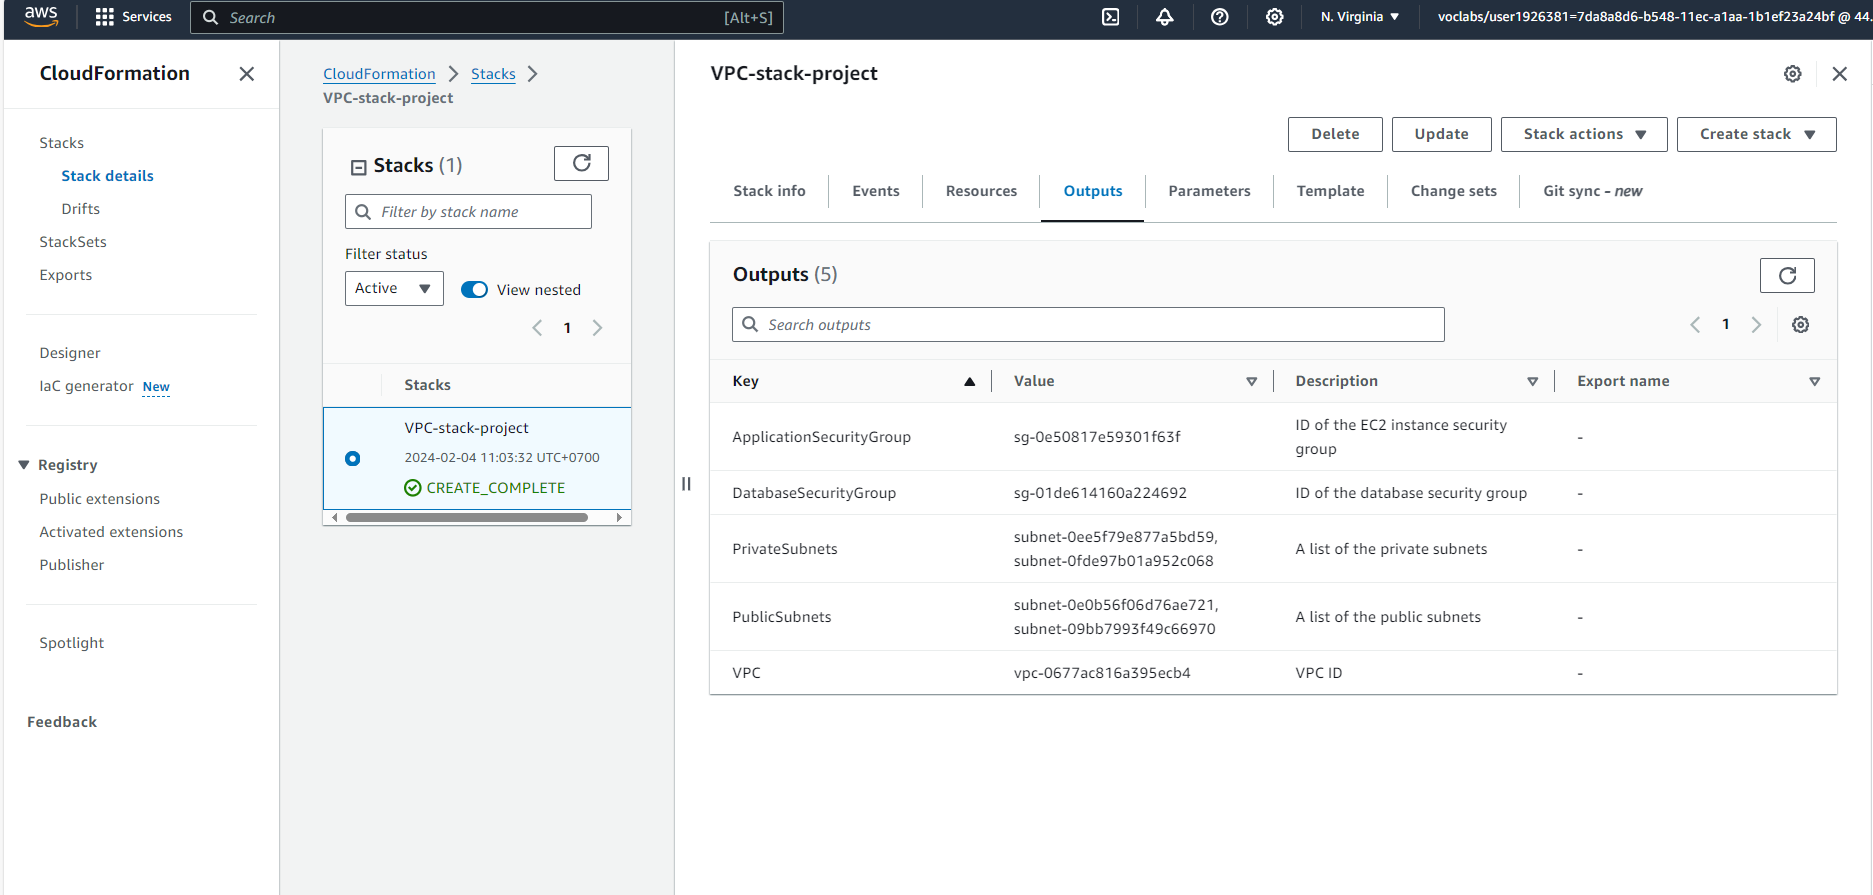 aws
Services
Search
[Alt+S]
N. Virginia
voclabs/user1926381=7da8a8d6-b548-11ec-a1aa-1b1ef23a24bf @ 44.
CloudFormation
Stacks
Stack details
Drifts
StackSets
Exports
Designer
IaC generator New
Registry
Public extensions
Activated extensions
Publisher
Spotlight
Feedback
CloudFormation
Stacks
VPC-stack-project
Stacks (1)
Filter by stack name
Filter status
Active
View nested
1
Stacks
VPC-stack-project
2024-02-04 11:03:32 UTC+0700
CREATE_COMPLETE
VPC-stack-project
Delete
Update
Stack actions
Create stack
Stack info
Events
Resources
Outputs
Parameters
Template
Change sets
Git sync - new
Outputs (5)
Search outputs
1
Key
Value
Description
Export name
ApplicationSecurityGroup
sg-0e50817e59301f63f
ID of the EC2 instance security
group
-
DatabaseSecurityGroup
sg-01de614160a224692
ID of the database security group
-
PrivateSubnets
subnet-0ee5f79e877a5bd59,
subnet-0fde97b01a952c068
A list of the private subnets
-
PublicSubnets
subnet-0e0b56f06d76ae721,
subnet-09bb7993f49c66970
A list of the public subnets
-
VPC
vpc-0677ac816a395ecb4
VPC ID
-